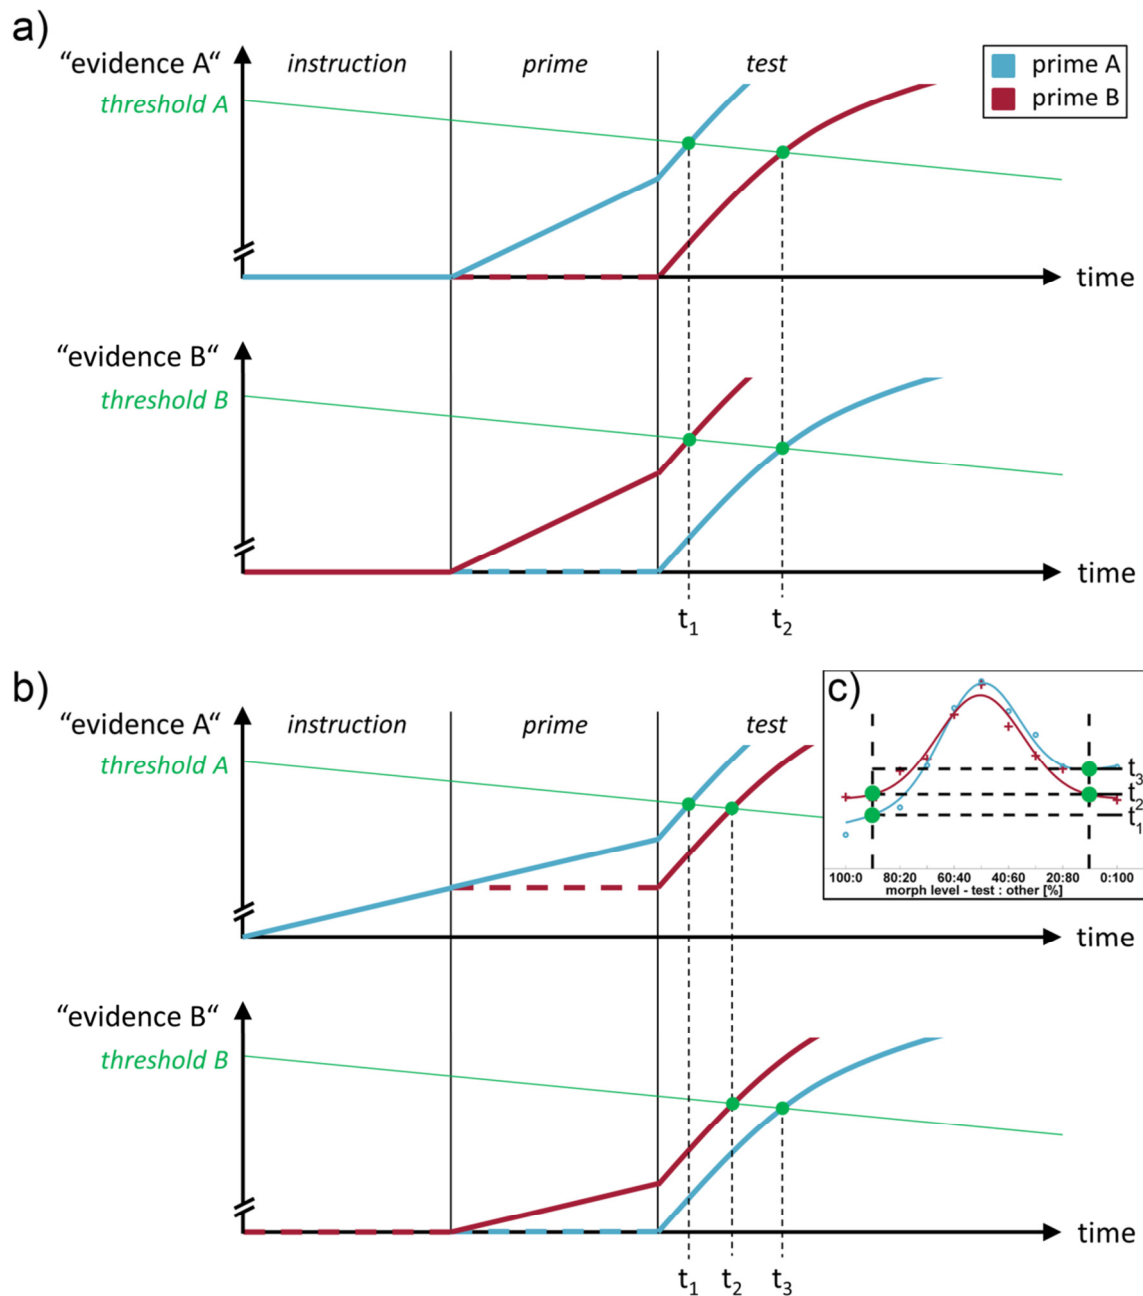 a)
“evidence A“
instruction
prime
test
prime A
prime B
threshold A
time
“evidence B“
threshold B
time
t1
t2
b)
“evidence A“
instruction
prime
test
c)
threshold A
t3
t2
t1
100:0 80:20 60:40 40:60 20:80 0:100
morph level - test : other [%]
time
“evidence B“
threshold B
time
t1
t2
t3